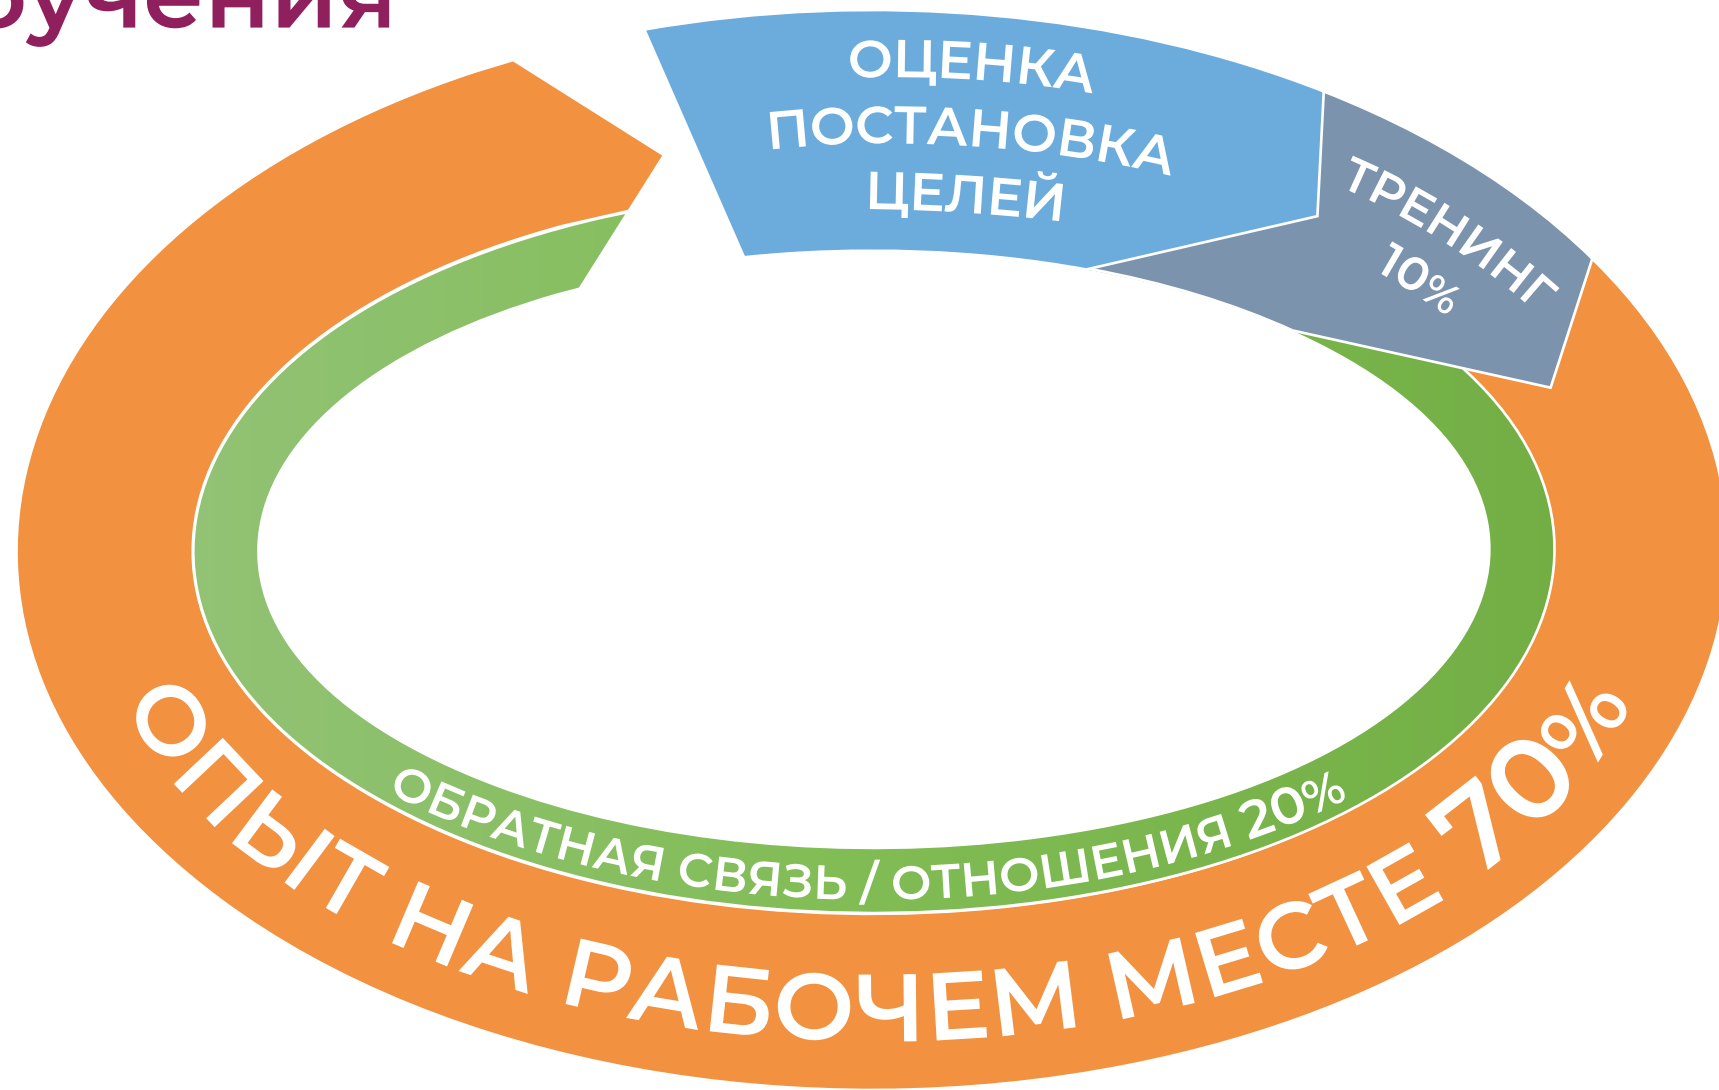 ОЦЕНКА
ПОСТАНОВКА
ЦЕЛЕЙ
ТРЕНИНГ
10%
ОБРАТНАЯ СВЯЗЬ / ОТНОШЕНИЯ 20%
ОПЫТ НА РАБОЧЕМ МЕСТЕ 70%